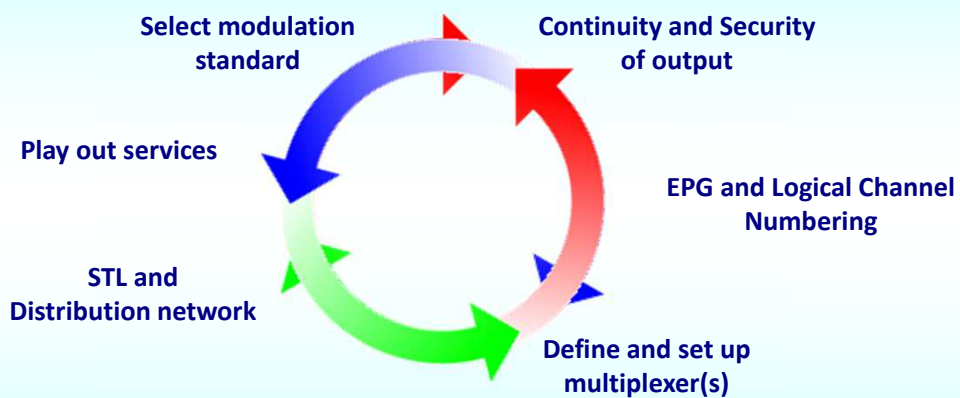 Select modulation
standard
Continuity and Security
of output
Play out services
EPG and Logical Channel
Numbering
STL and
Distribution network
Define and set up
multiplexer(s)